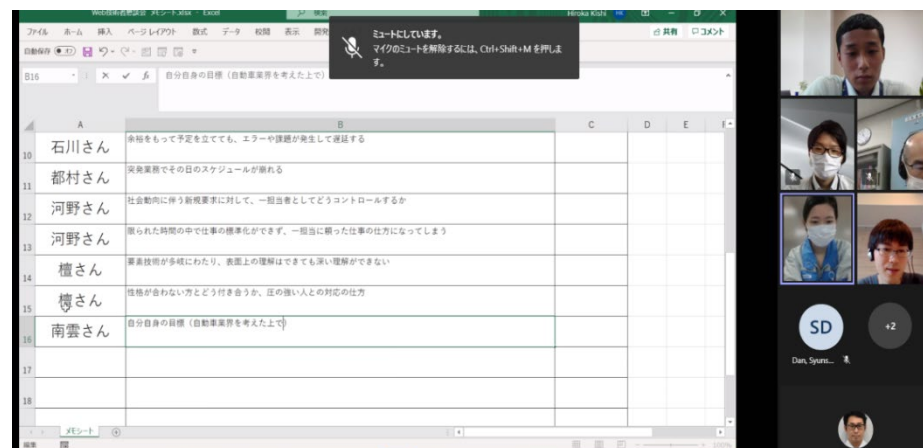 Web技術者懇談会 メモシート.xlsx - Excel
検索
Hiroka Kishi
ファイル ホーム 挿入 ページ レイアウト 数式 データ 校閲 表示 開発
共有 コメント
自動保存
ミュートにしています。
マイクのミュートを解除するには、Ctrl+Shift+M を押しま
す。
B16
fx 自分自身の目標（自動車業界を考えた上で）
A B C D E F
10 石川さん 余裕をもって予定を立てても、エラーや課題が発生して遅延する
11 都村さん 突発業務でその日のスケジュールが崩れる
12 河野さん 社会動向に伴う新規要求に対して、一担当者としてどうコントロールするか
13 河野さん 限られた時間の中で仕事の標準化ができず、一担当に頼った仕事の仕方になってしまう
14 檀さん 要素技術が多岐にわたり、表面上の理解はできても深い理解ができない
15 檀さん 性格が合わない方とどう付き合うか、圧の強い人との対応の仕方
16 南雲さん 自分自身の目標（自動車業界を考えた上で）
17
18
メモシート
編集
100%
SD
+2
Dan, Syuns...